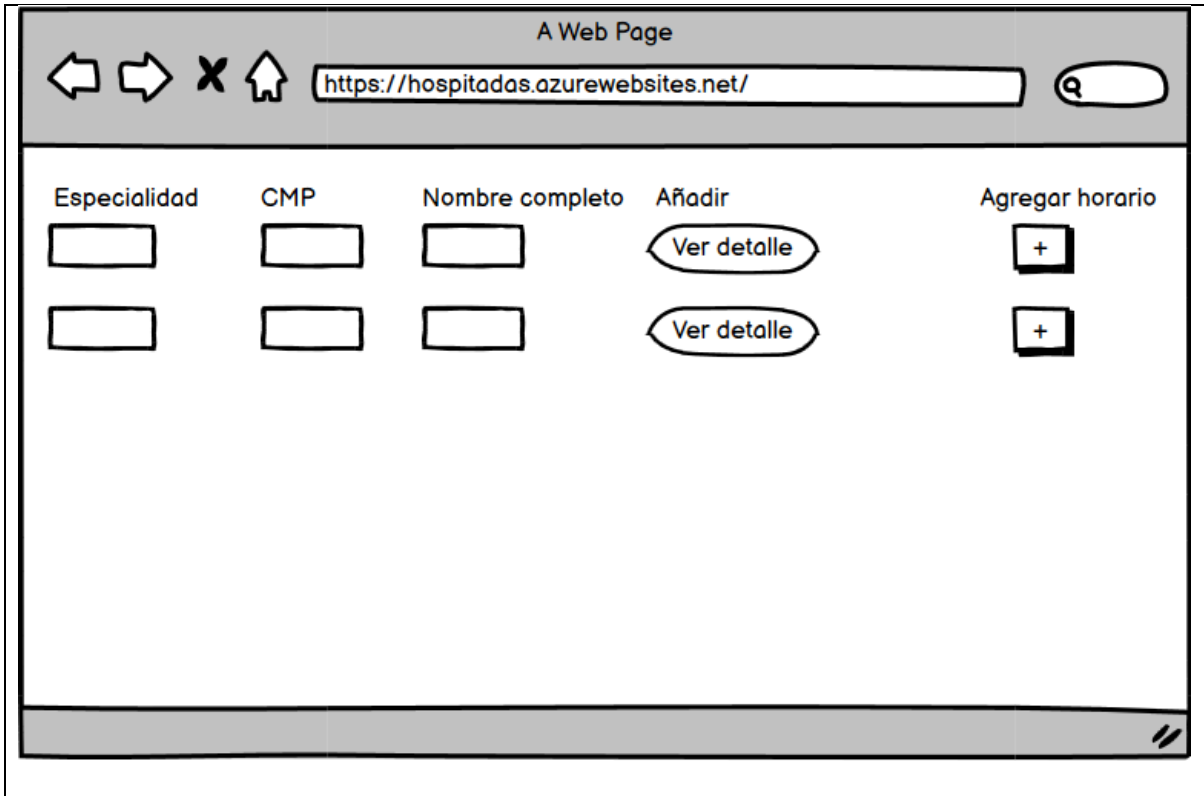 A Web Page
https://hospitadas.azurewebsites.net/
Especialidad CMP Nombre completo Añadir Agregar horario
Ver detalle +
Ver detalle +